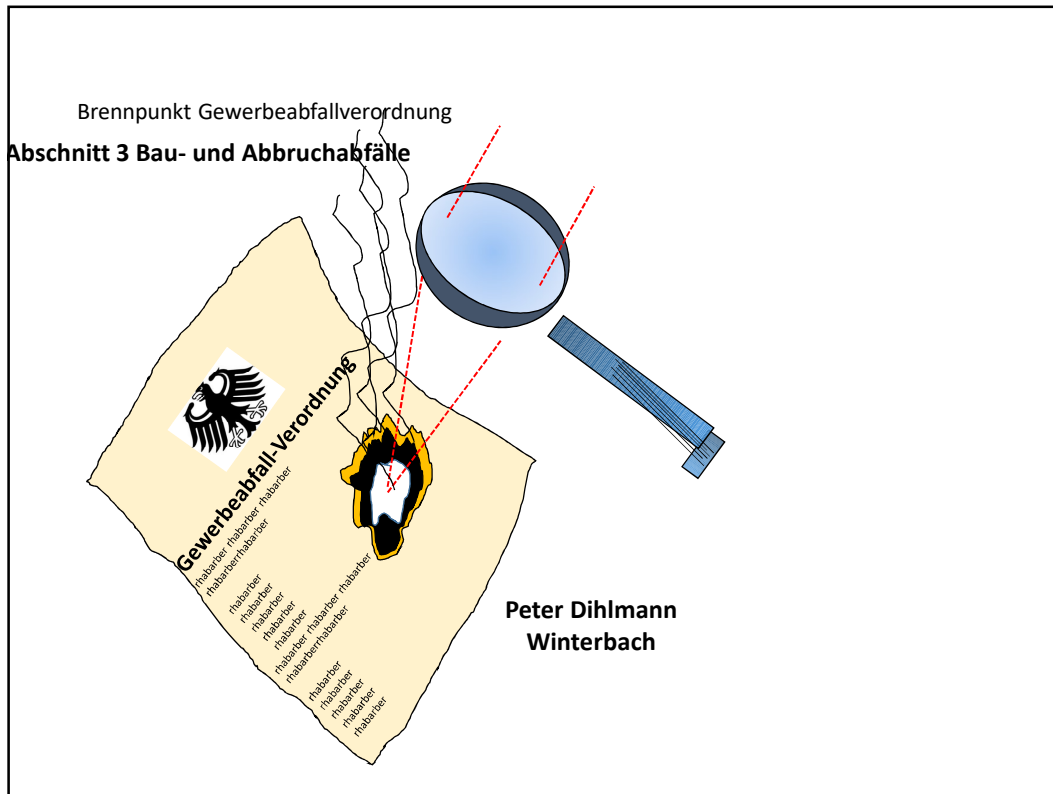 Brennpunkt Gewerbeabfallverordnung
Abschnitt 3 Bau- und Abbruchabfälle
Gewerbeabfall-Verordnung
rhabarber rhabarber rhabarber
rhabarberrhabarber
rhabarber
rhabarber
rhabarber
rhabarber
rhabarber
rhabarber rhabarber rhabarber
rhabarberrhabarber
rhabarber
rhabarber
rhabarber
rhabarber
Peter Dihlmann
Winterbach